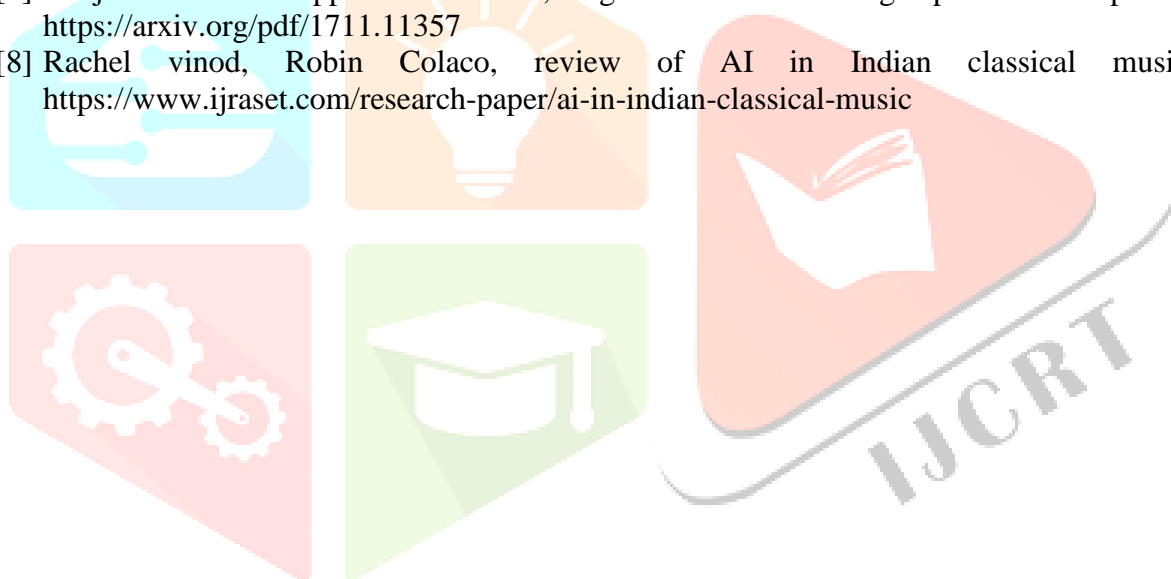 https://arxiv.org/pdf/1711.11357
[8] Rachel vinod, Robin Colaco, review of AI in Indian classical musi
https://www.ijraset.com/research-paper/ai-in-indian-classical-music
IJCRT